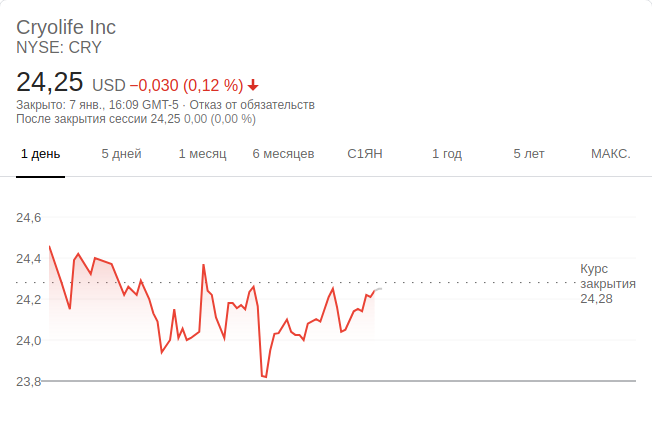 Cryolife Inc
NYSE: CRY
24,25 USD −0,030 (0,12 %)
Закрыто: 7 янв., 16:09 GMT-5 · Отказ от обязательств
После закрытия сессии 24,25 0,00 (0,00 %)
1 день 5 дней 1 месяц 6 месяцев С1ЯН 1 год 5 лет МАКС.
24,6
24,4
Курс
закрытия
24,28
24,2
24,0
23,8